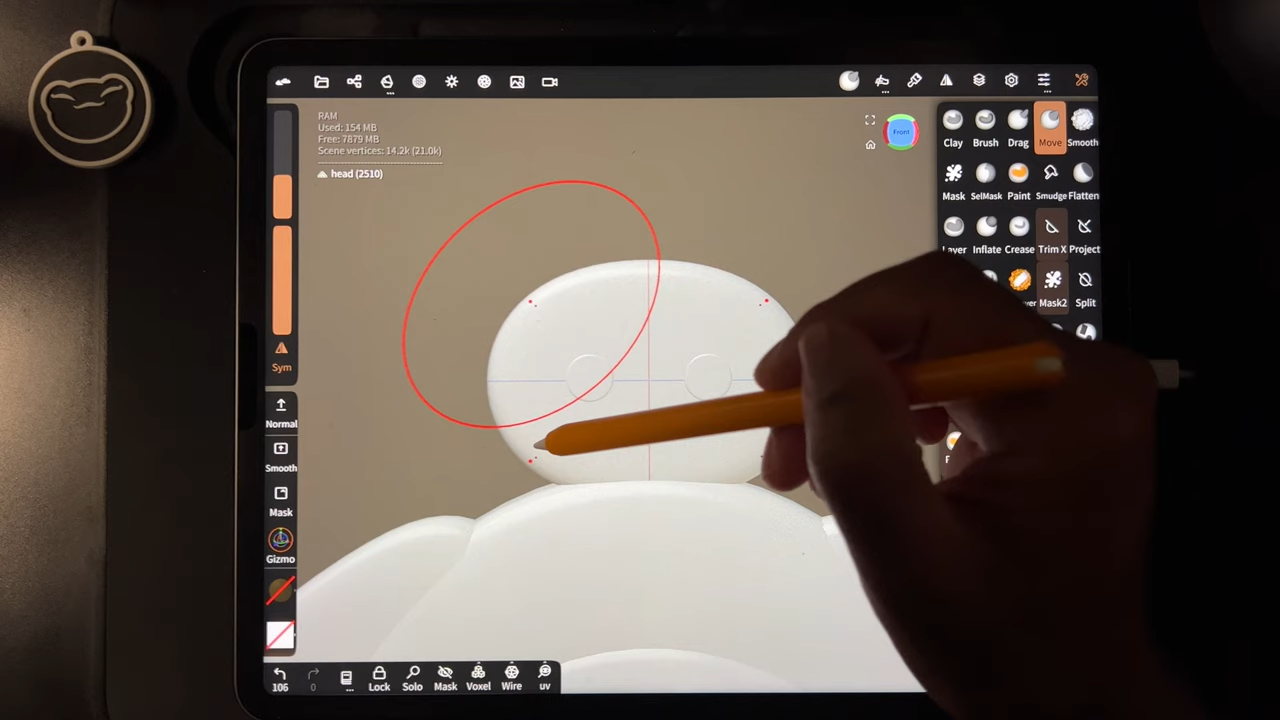 RAM
Used: 154 MB
Free: 7879 MB
Scene vertices: 14.2k (21.0k)
head (2510)
Front
Clay Brush Drag Move Smooth
Mask SelMask Paint Smudge Flatten
Layer Inflate Crease Trim X Project
Mask2 Split
Sym
Normal
Smooth
Mask
Gizmo
106 0 Lock Solo Mask Voxel Wire uv